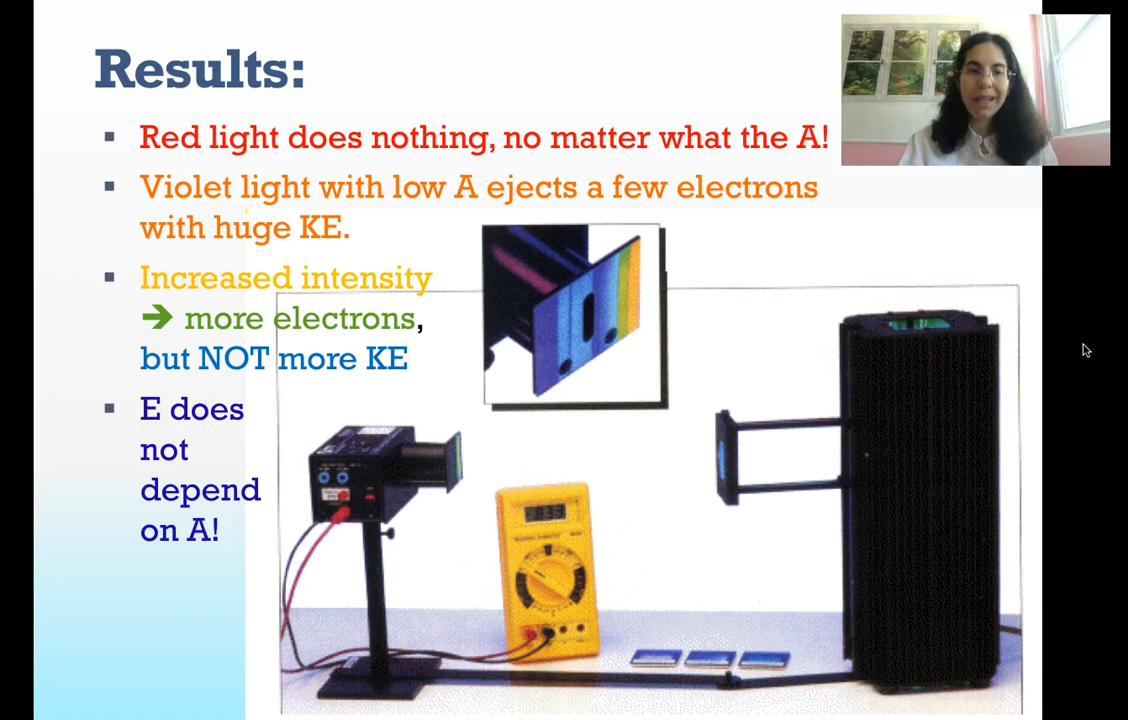 Results:
Red light does nothing, no matter what the A!
Violet light with low A ejects a few electrons
with huge KE.
Increased intensity
➔ more electrons,
but NOT more KE
E does
not
depend
on A!